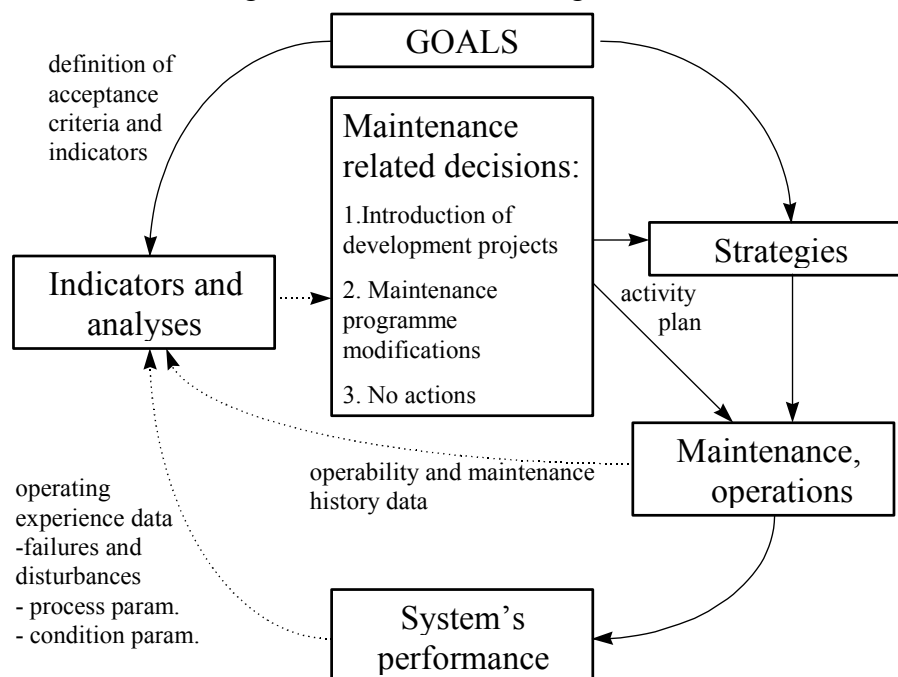 GOALS
definition of
acceptance
criteria and
indicators
Maintenance
related decisions:
1.Introduction of
development projects
2. Maintenance
programme
modifications
3. No actions
Strategies
Indicators and
analyses
activity
plan
Maintenance,
operations
operability and maintenance
history data
operating
experience data
-failures and
disturbances
- process param.
- condition param.
System’s
performance